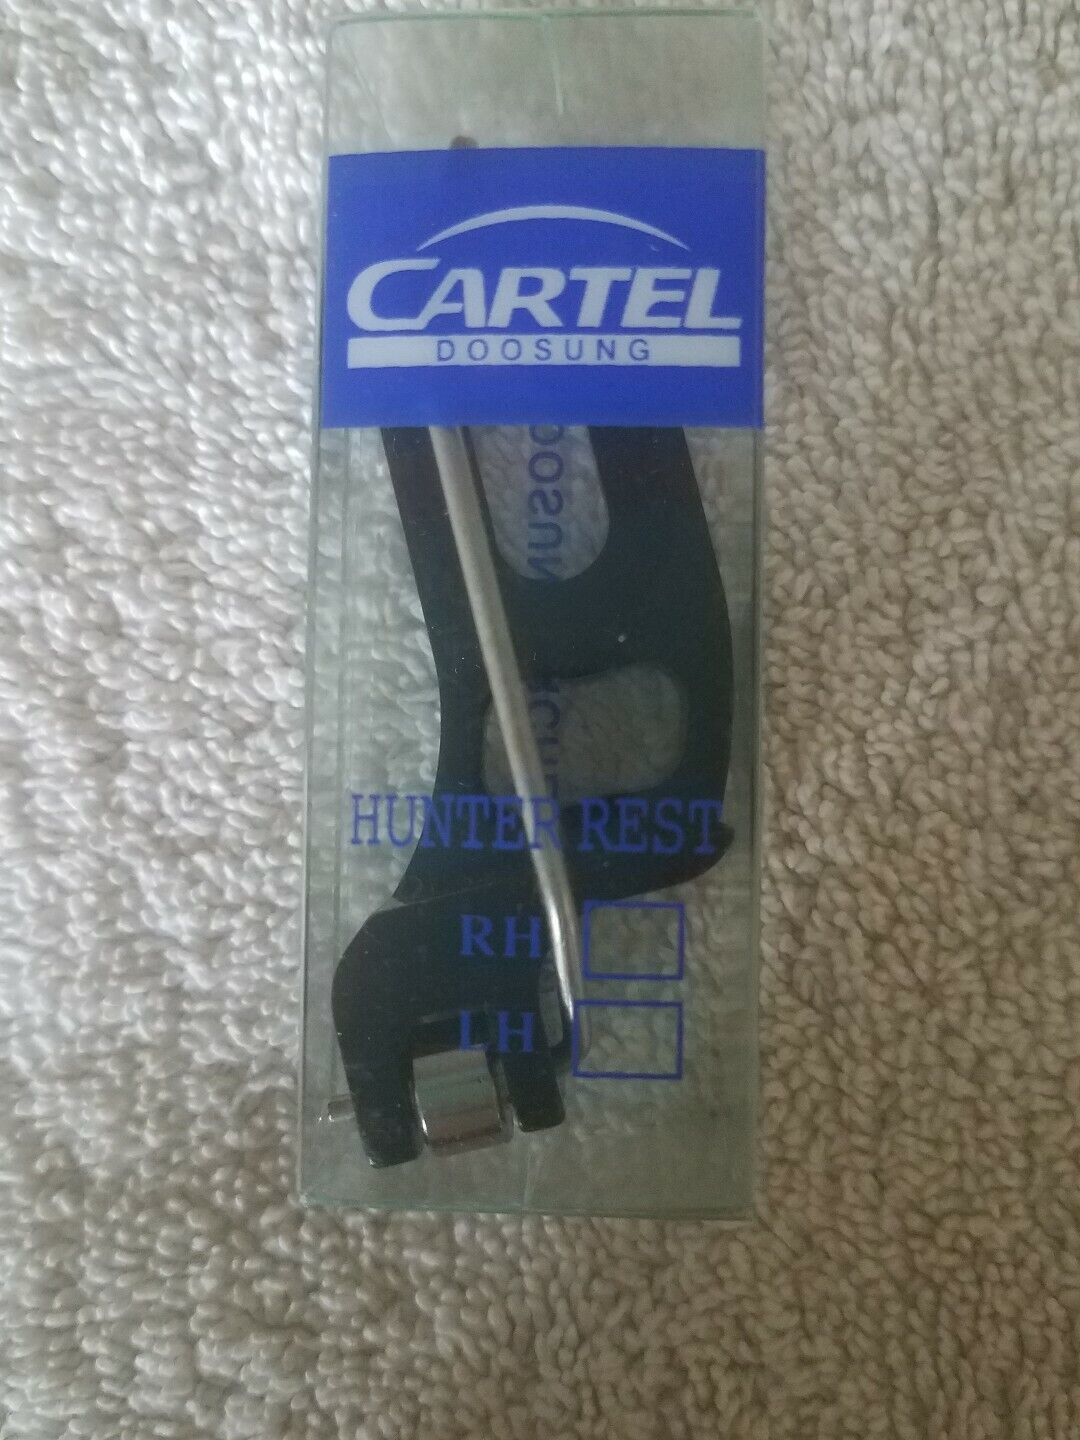 CARTEL
DOOSUNG
HUNTER REST
RH
LH